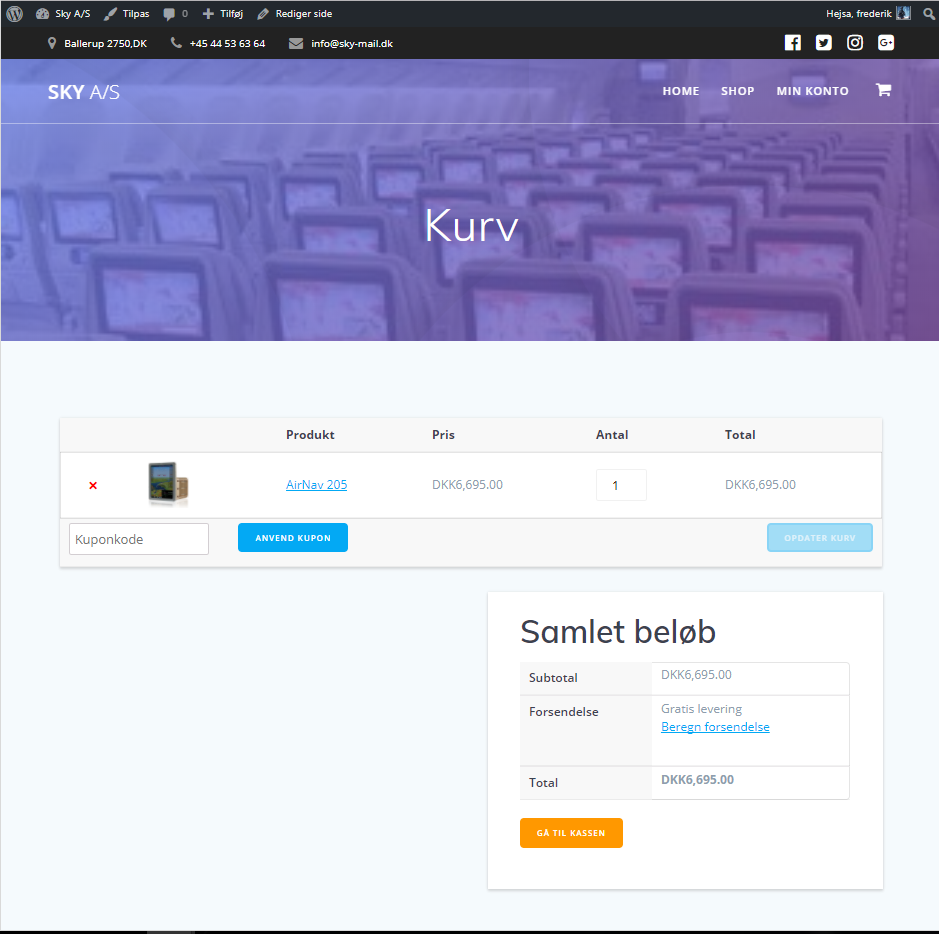 Sky A/S Tilpas 0 Tilføj Rediger side Hejsa, frederik
Ballerup 2750,DK +45 44 53 63 64 info@sky-mail.dk
SKY A/S HOME SHOP MIN KONTO
Kurv
Produkt Pris Antal Total
× AirNav 205 DKK6,695.00 1 DKK6,695.00
Kuponkode ANVEND KUPON OPDATER KURV
Samlet beløb
Subtotal DKK6,695.00
Forsendelse Gratis levering
Beregn forsendelse
Total DKK6,695.00
GÅ TIL KASSEN